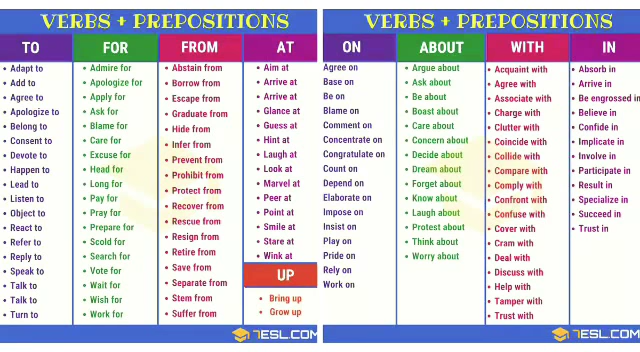 VERBS + PREPOSITIONS
TO
Adapt to
Add to
Agree to
Apologize to
Belong to
Consent to
Devote to
Happen to
Lead to
Listen to
Object to
React to
Refer to
Reply to
Speak to
Talk to
Talk to
Turn to
FOR
Admire for
Apologize for
Apply for
Ask for
Blame for
Care for
Excuse for
Head for
Long for
Pay for
Pray for
Prepare for
Scold for
Search for
Vote for
Wait for
Wish for
Work for
FROM
Abstain from
Borrow from
Escape from
Graduate from
Hide from
Infer from
Prevent from
Prohibit from
Protect from
Recover from
Rescue from
Resign from
Retire from
Save from
Separate from
Stem from
Suffer from
AT
Aim at
Arrive at
Arrive at
Glance at
Guess at
Hint at
Laugh at
Look at
Marvel at
Peer at
Point at
Smile at
Stare at
Wink at
UP
Bring up
Grow up
7ESL.COM
VERBS + PREPOSITIONS
ON
Agree on
Base on
Be on
Blame on
Comment on
Concentrate on
Congratulate on
Count on
Depend on
Elaborate on
Impose on
Insist on
Play on
Pride on
Rely on
Work on
ABOUT
Argue about
Ask about
Be about
Boast about
Care about
Concern about
Decide about
Dream about
Forget about
Know about
Laugh about
Protest about
Think about
Worry about
WITH
Acquaint with
Agree with
Associate with
Charge with
Clutter with
Coincide with
Collide with
Compare with
Comply with
Confront with
Confuse with
Cover with
Cram with
Deal with
Discuss with
Help with
Tamper with
Trust with
IN
Absorb in
Arrive in
Be engrossed in
Believe in
Confide in
Implicate in
Involve in
Participate in
Result in
Specialize in
Succeed in
Trust in
7ESL.COM